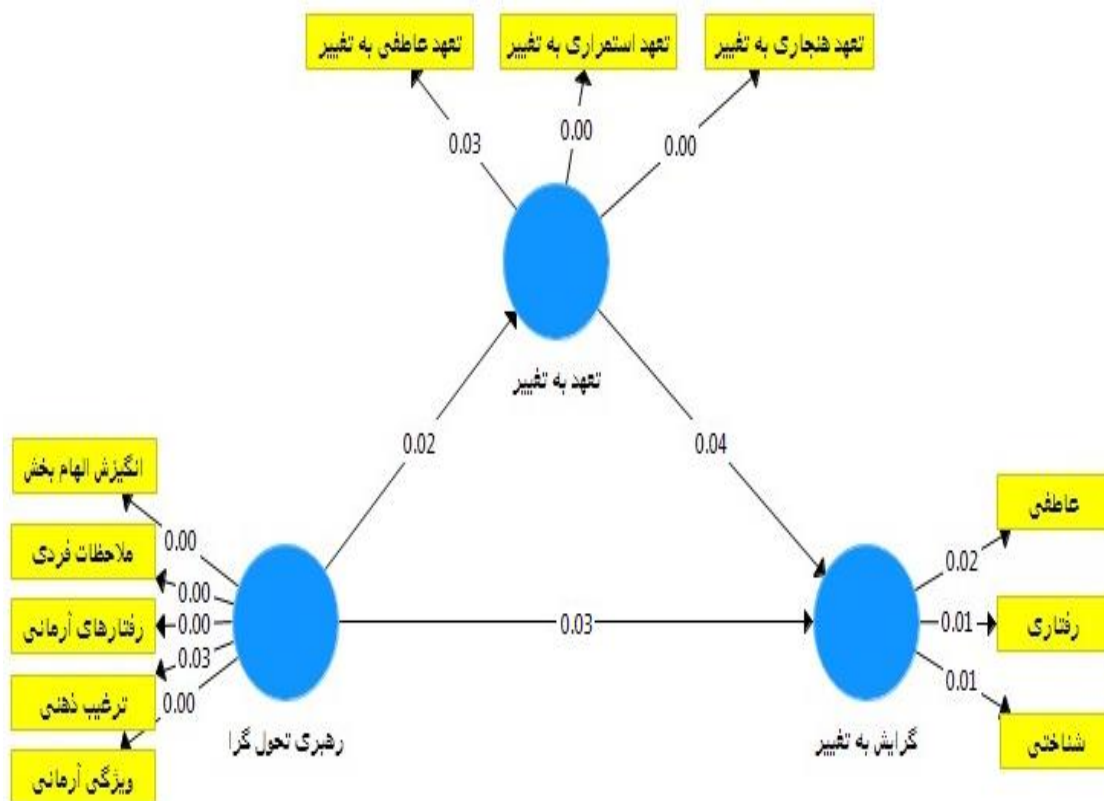 تعهد هنجاری به تغییر
تعهد استمراری به تغییر
تعهد عاطفی به تغییر
0.03
0.00
0.00
تعهد به تغییر
0.02
0.04
0.03
انگیزش الهام بخش
ملاحظات فردی
رفتارهای آرمانی
ترغیب ذهنی
ویژگی آرمانی
0.00
0.00
0.00
0.03
0.00
رهبری تحول گرا
عاطفی
رفتاری
شناختی
0.02
0.01
0.01
گرایش به تغییر